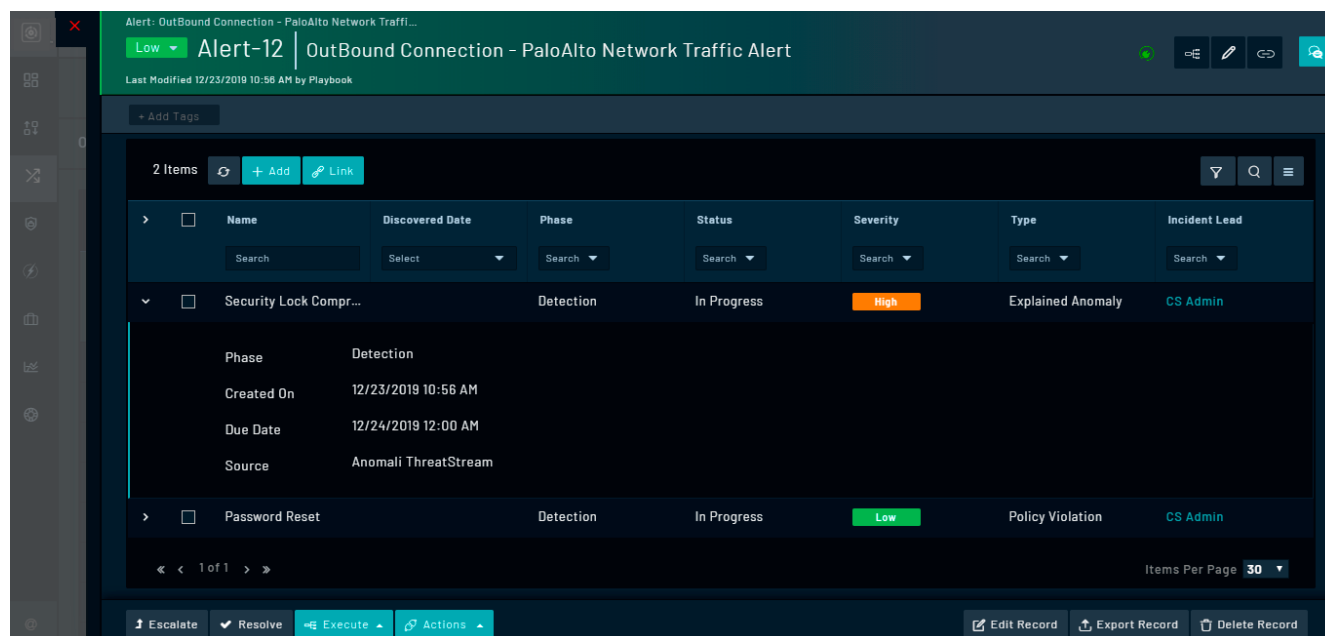 Alert: OutBound Connection - PaloAlto Network Traffi...
Low Alert-12 OutBound Connection - PaloAlto Network Traffic Alert
Last Modified 12/23/2019 10:56 AM by Playbook
+ Add Tags
2 Items + Add Link
Name Discovered Date Phase Status Severity Type Incident Lead
Search Select Search Search Search Search Search
Security Lock Compr... Detection In Progress High Explained Anomaly CS Admin
Phase Detection
Created On 12/23/2019 10:56 AM
Due Date 12/24/2019 12:00 AM
Source Anomali ThreatStream
Password Reset Detection In Progress Low Policy Violation CS Admin
« < 1 of 1 > »
Items Per Page 30
Escalate Resolve Execute Actions Edit Record Export Record Delete Record